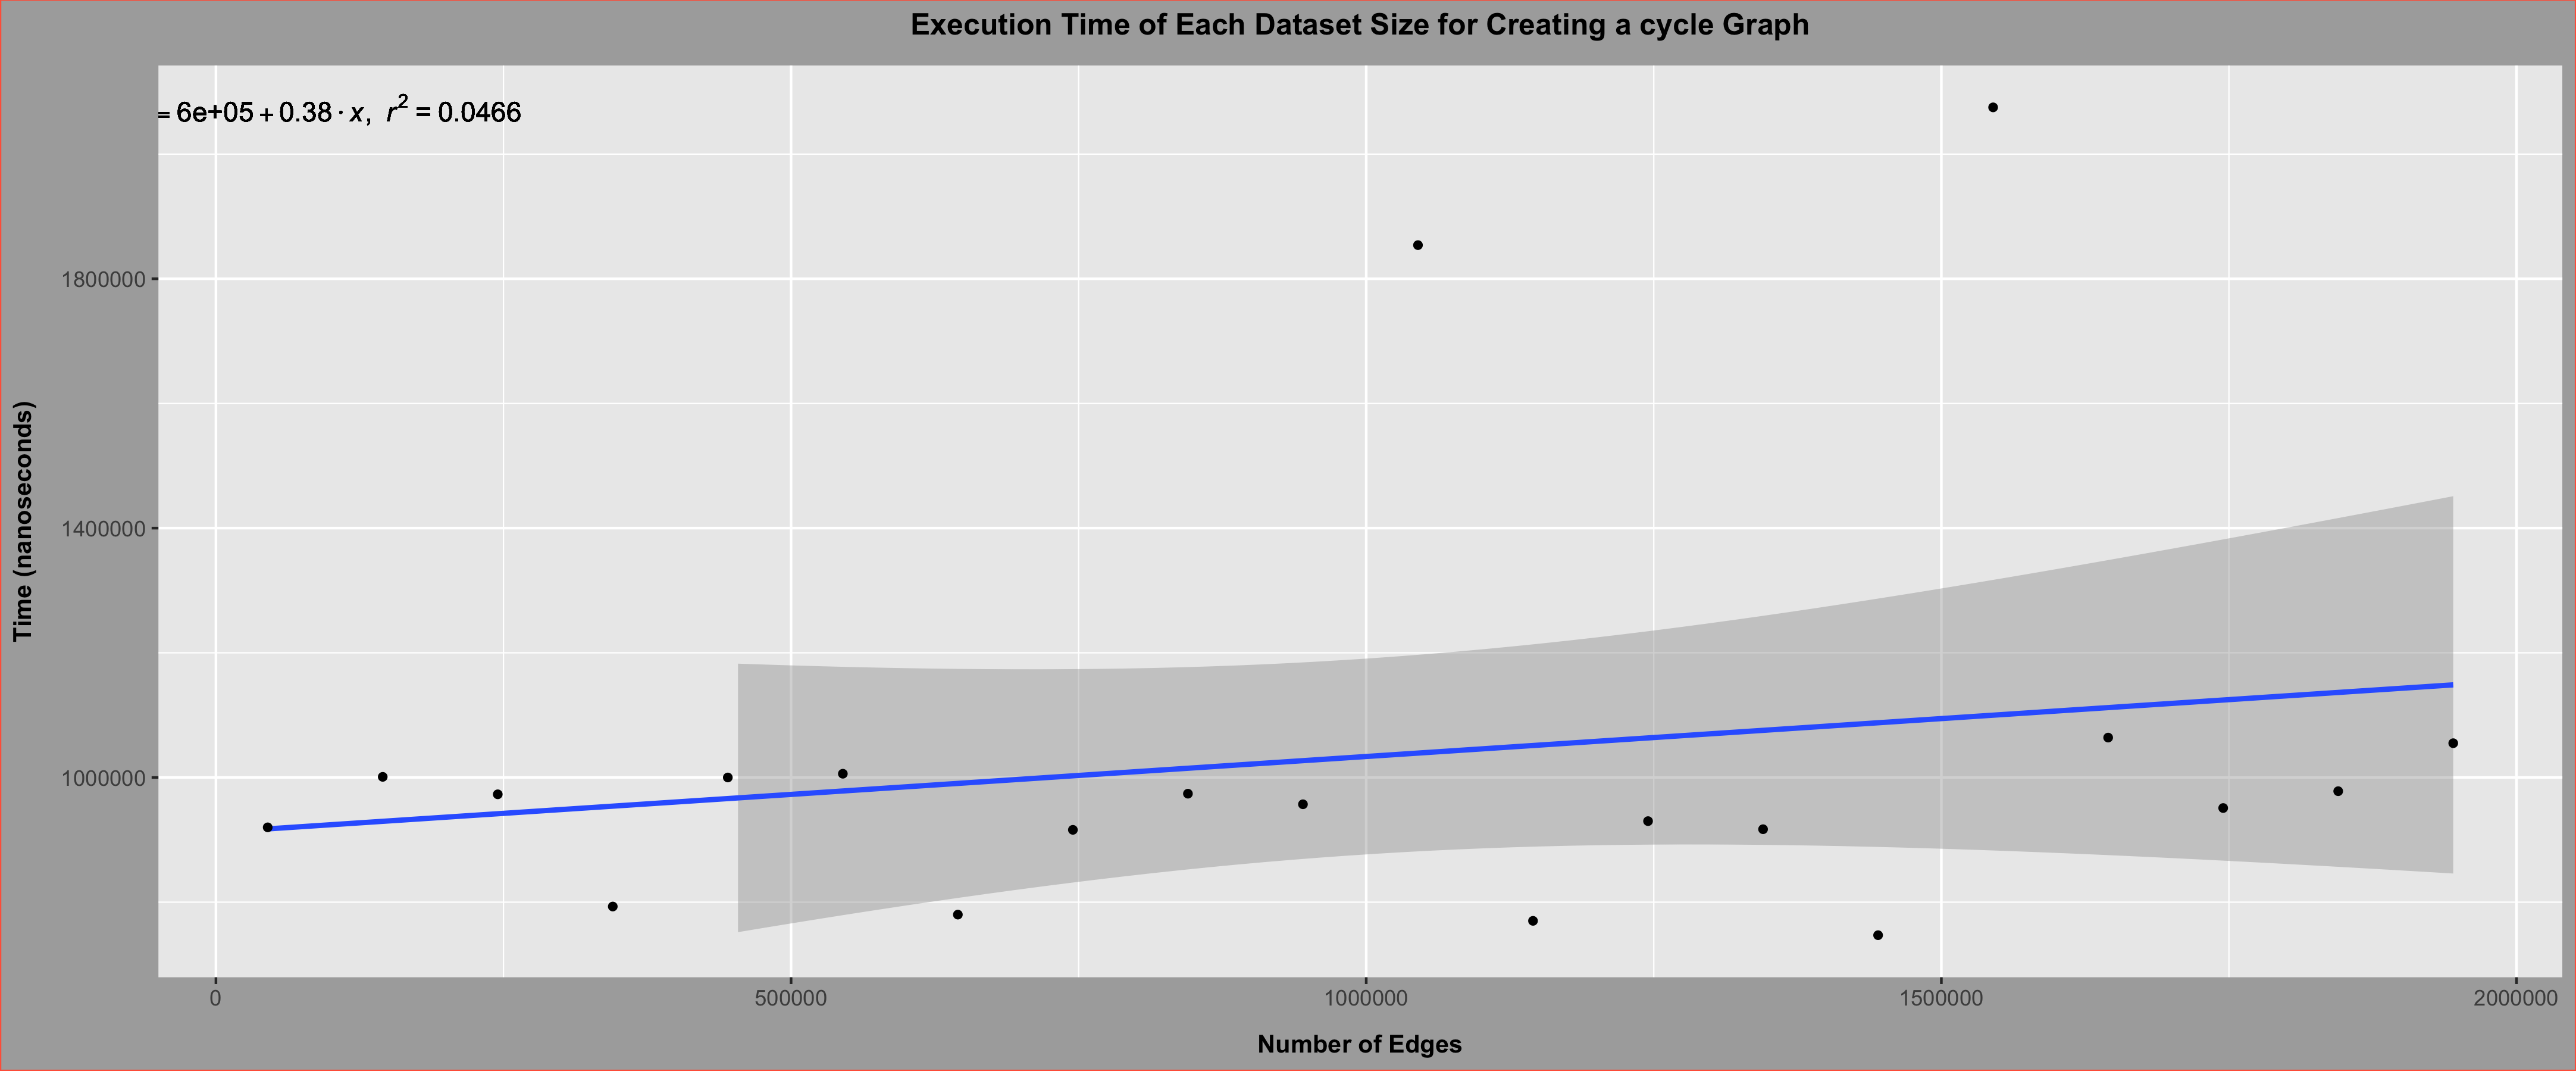 Execution Time of Each Dataset Size for Creating a cycle Graph
= 6e+05 + 0.38 · x, r² = 0.0466
1800000
1400000
1000000
Time (nanoseconds)
0 500000 1000000 1500000 2000000
Number of Edges